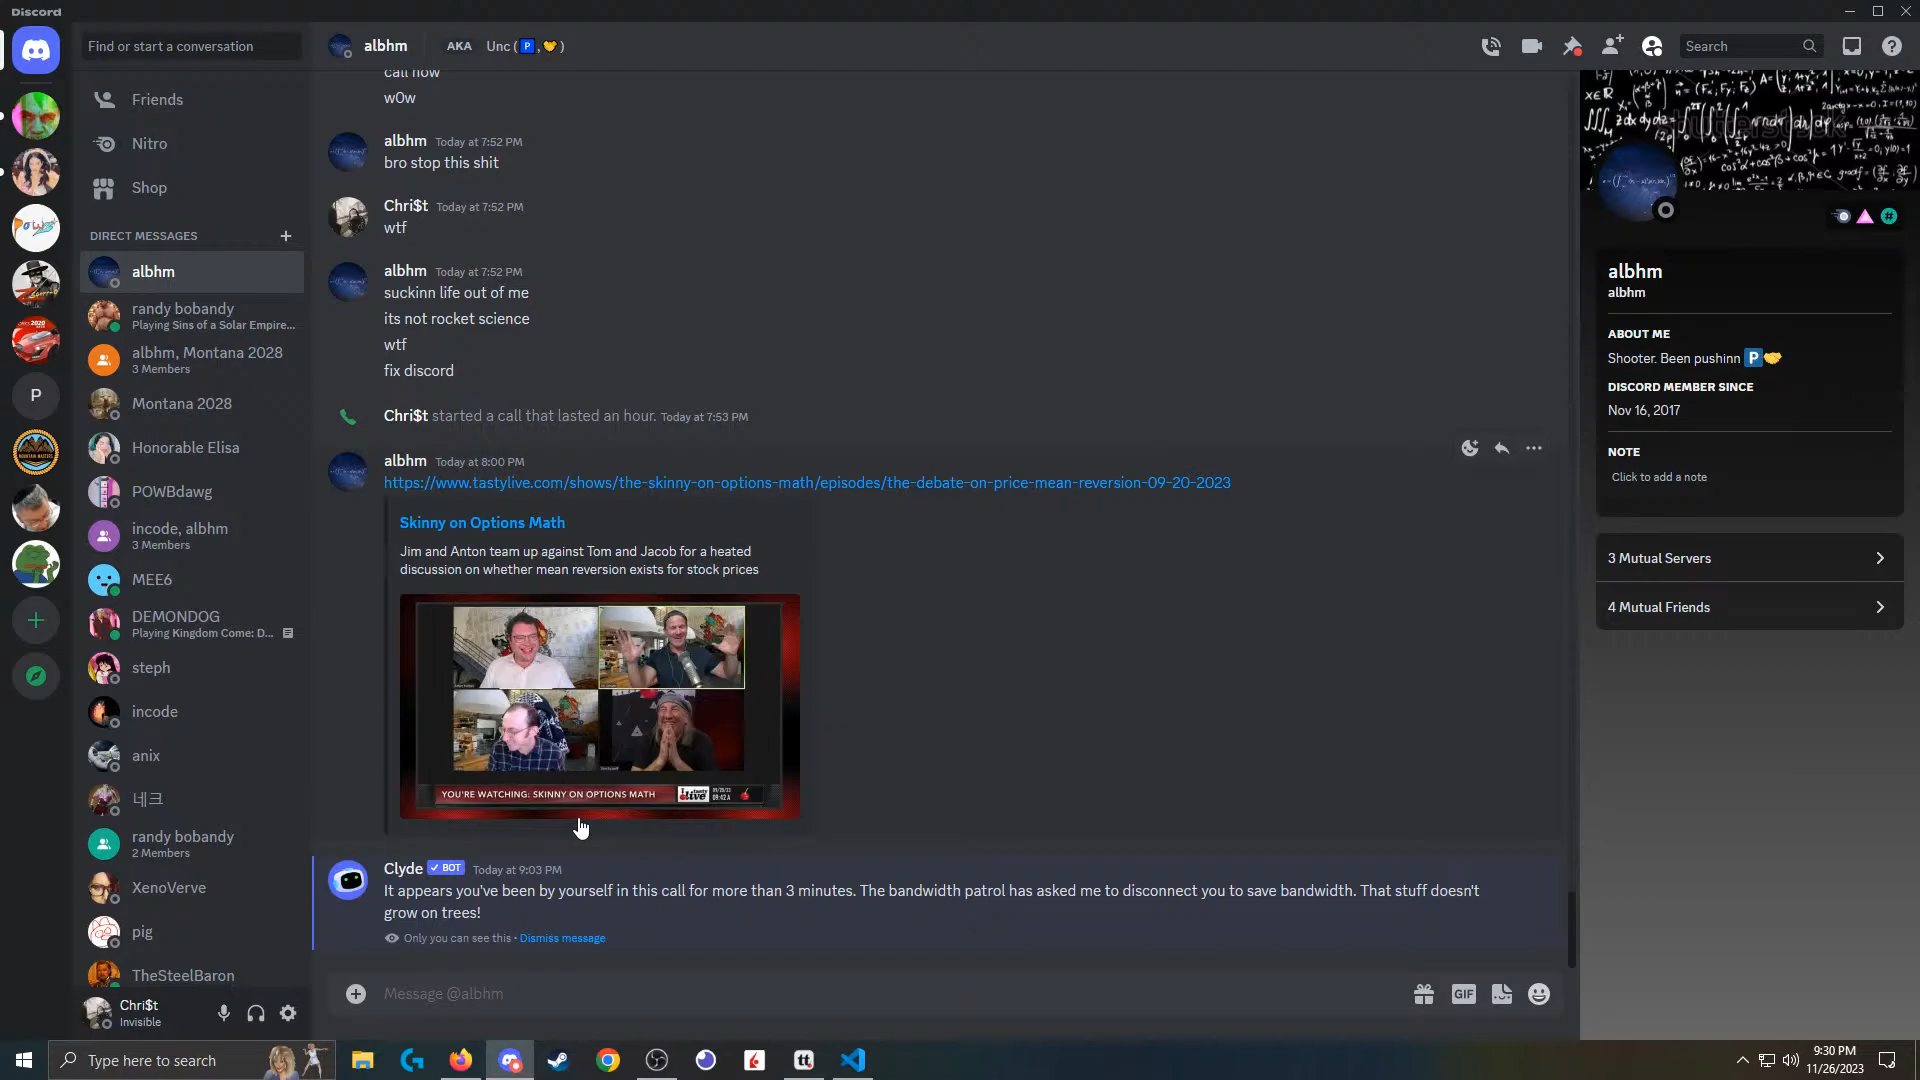 Discord
Find or start a conversation
albhm
AKA Unc (🅿,🤝)
Search
Friends
Nitro
Shop
DIRECT MESSAGES
albhm
randy bobandy
Playing Sins of a Solar Empire...
albhm, Montana 2028
3 Members
Montana 2028
Honorable Elisa
POWBdawg
incode, albhm
3 Members
MEE6
DEMONDOG
Playing Kingdom Come: D...
steph
incode
anix
네크
randy bobandy
2 Members
XenoVerve
pig
TheSteelBaron
P
Chri$t
Invisible
call now
w0w
albhm Today at 7:52 PM
bro stop this shit
Chri$t Today at 7:52 PM
wtf
albhm Today at 7:52 PM
suckinn life out of me
its not rocket science
wtf
fix discord
Chri$t started a call that lasted an hour. Today at 7:53 PM
albhm Today at 8:00 PM
https://www.tastylive.com/shows/the-skinny-on-options-math/episodes/the-debate-on-price-mean-reversion-09-20-2023
Skinny on Options Math
Jim and Anton team up against Tom and Jacob for a heated
discussion on whether mean reversion exists for stock prices
YOU'RE WATCHING: SKINNY ON OPTIONS MATH
Clyde ✓ BOT Today at 9:03 PM
It appears you've been by yourself in this call for more than 3 minutes. The bandwidth patrol has asked me to disconnect you to save bandwidth. That stuff doesn't
grow on trees!
Only you can see this • Dismiss message
Message @albhm
GIF
albhm
albhm
ABOUT ME
Shooter. Been pushinn 🅿🤝
DISCORD MEMBER SINCE
Nov 16, 2017
NOTE
Click to add a note
3 Mutual Servers
4 Mutual Friends
Type here to search
tt
9:30 PM
11/26/2023